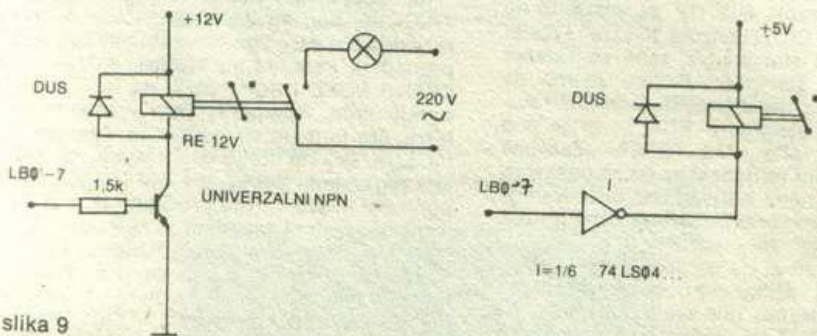 +12V
DUS
RE 12V
220 V
~
LBØ-7
1,5k
UNIVERZALNI NPN
+5V
DUS
LBØ-7
I
I=1/6 74 LSØ4...
slika 9